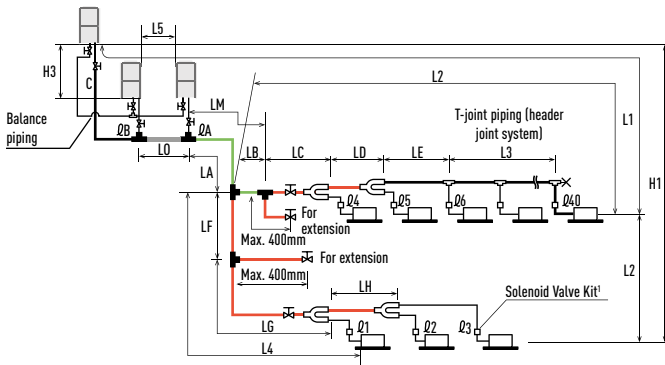 L5
H3
C
L2
Balance
piping
LM
T-joint piping (header
joint system)
L1
ℓB
ℓA
H1
LO
LB
LC
LD
LE
L3
LA
ℓ4
ℓ5
ℓ6
ℓ40
For
extension
LF
Max. 400mm
For extension
L2
Max. 400mm
LH
Solenoid Valve Kit¹
LG
ℓ1
ℓ2
ℓ3
L4